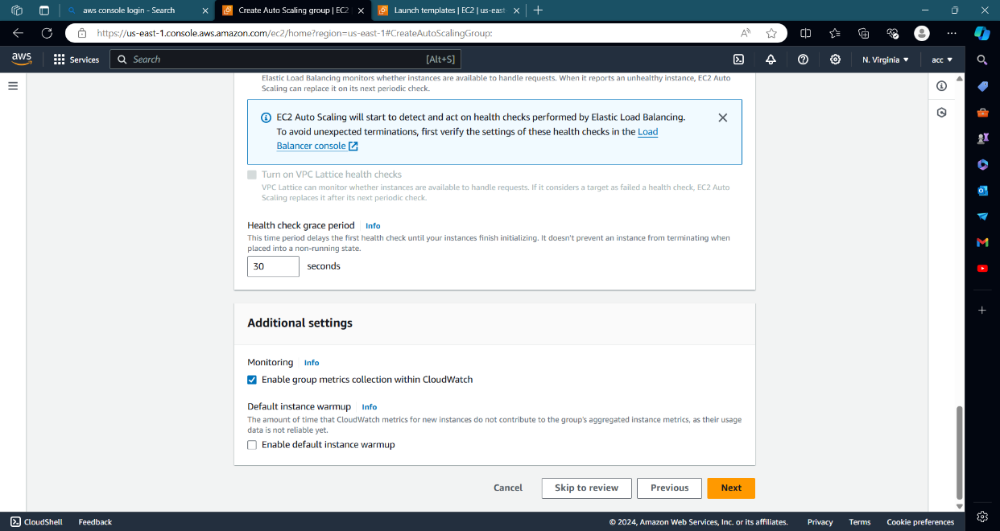 aws console login - Search
Create Auto Scaling group | EC2
Launch templates | EC2 | us-east
https://us-east-1.console.aws.amazon.com/ec2/home?region=us-east-1#CreateAutoScalingGroup:
aws
Services
Search
[Alt+S]
N. Virginia
acc
Elastic Load Balancing monitors whether instances are available to handle requests. When it reports an unhealthy instance, EC2 Auto
Scaling can replace it on its next periodic check.
EC2 Auto Scaling will start to detect and act on health checks performed by Elastic Load Balancing.
To avoid unexpected terminations, first verify the settings of these health checks in the Load
Balancer console
Turn on VPC Lattice health checks
VPC Lattice can monitor whether instances are available to handle requests. If it considers a target as failed a health check, EC2 Auto
Scaling replaces it after its next periodic check.
Health check grace period Info
This time period delays the first health check until your instances finish initializing. It doesn't prevent an instance from terminating when
placed into a non-running state.
30 seconds
Additional settings
Monitoring Info
Enable group metrics collection within CloudWatch
Default instance warmup Info
The amount of time that CloudWatch metrics for new instances do not contribute to the group's aggregated instance metrics, as their usage
data is not reliable yet.
Enable default instance warmup
Cancel Skip to review Previous Next
CloudShell Feedback © 2024, Amazon Web Services, Inc. or its affiliates. Privacy Terms Cookie preferences